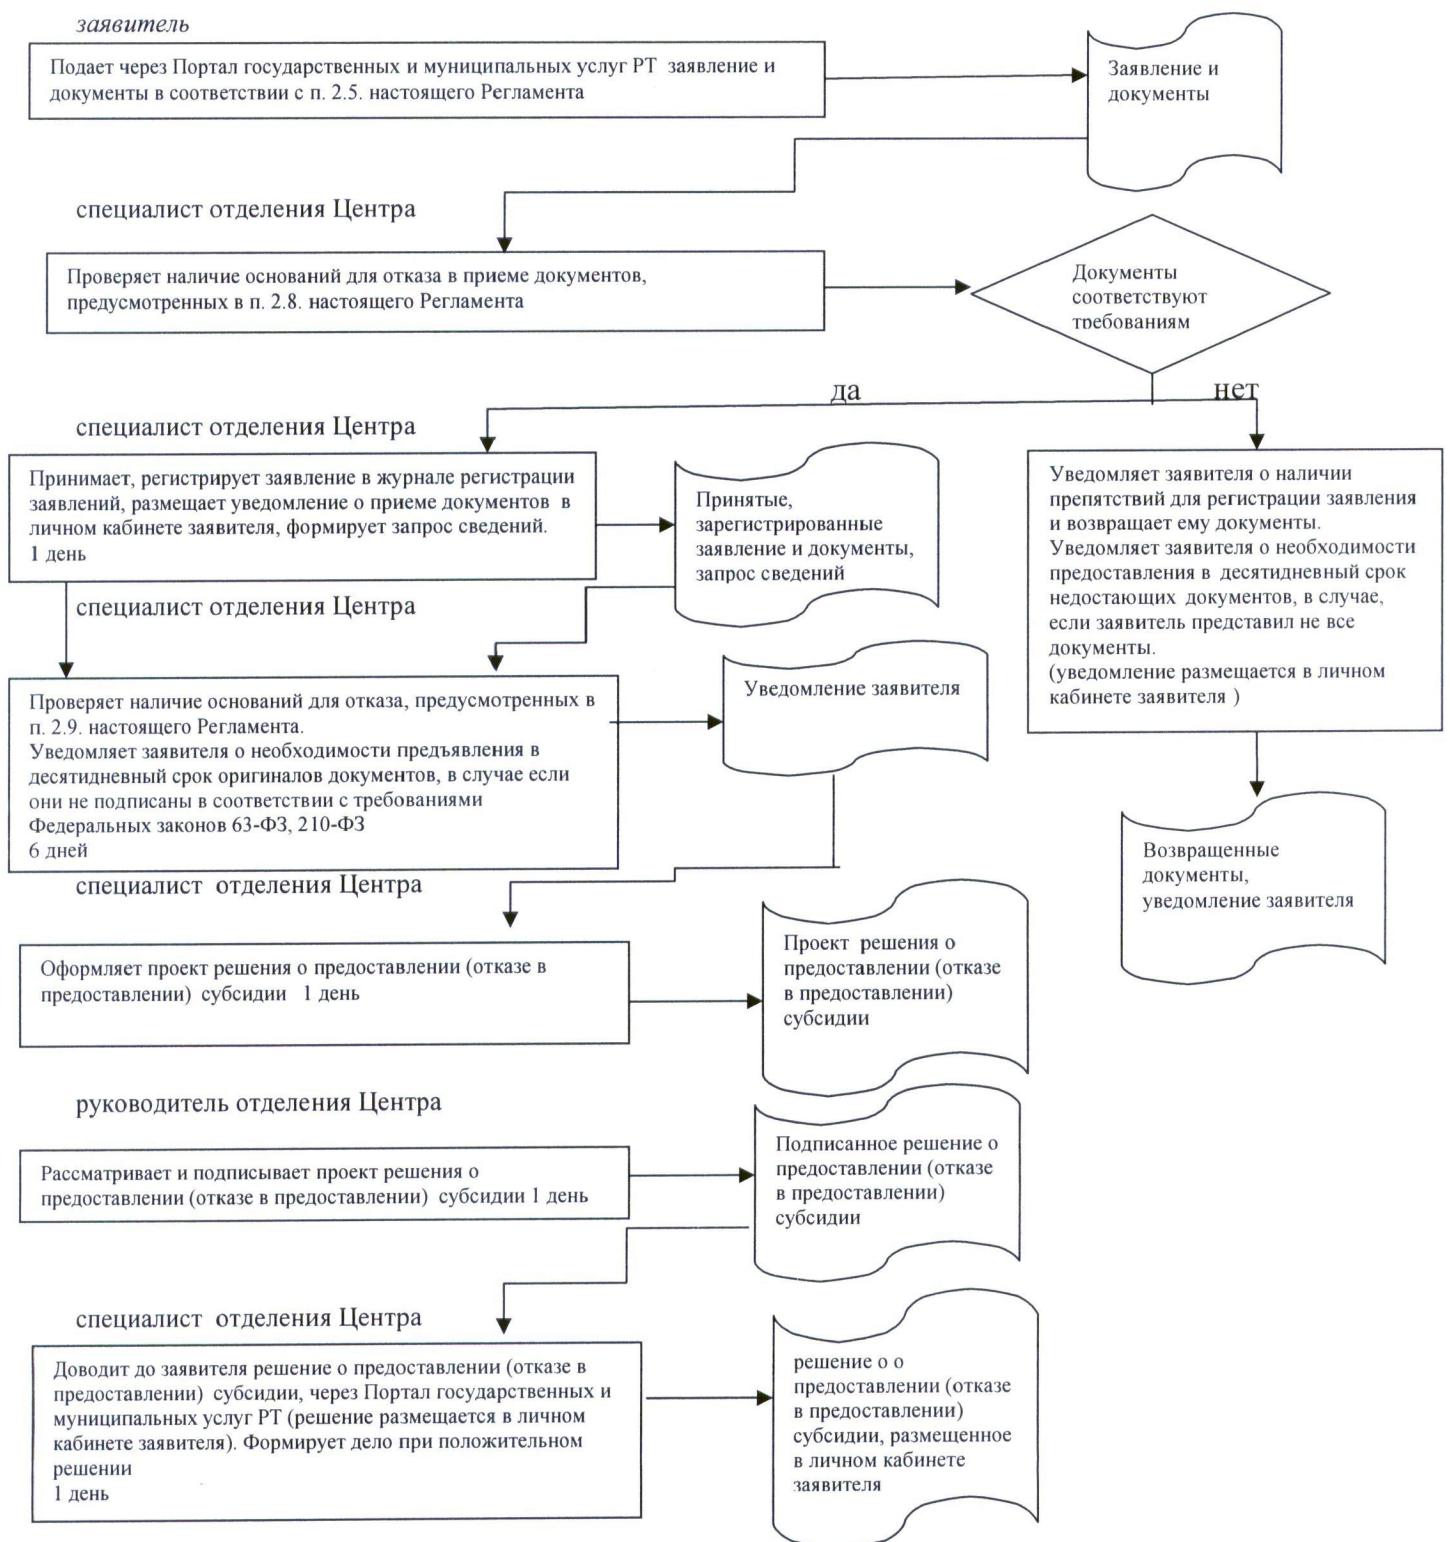 заявитель
Подает через Портал государственных и муниципальных услуг РТ заявление и
документы в соответствии с п. 2.5. настоящего Регламента
Заявление и
документы
специалист отделения Центра
Проверяет наличие оснований для отказа в приеме документов,
предусмотренных в п. 2.8. настоящего Регламента
Документы
соответствуют
требованиям
да
нет
специалист отделения Центра
Принимает, регистрирует заявление в журнале регистрации
заявлений, размещает уведомление о приеме документов в
личном кабинете заявителя, формирует запрос сведений.
1 день
Принятые,
зарегистрированные
заявление и документы,
запрос сведений
Уведомляет заявителя о наличии
препятствий для регистрации заявления
и возвращает ему документы.
Уведомляет заявителя о необходимости
предоставления в десятидневный срок
недостающих документов, в случае,
если заявитель представил не все
документы.
(уведомление размещается в личном
кабинете заявителя )
специалист отделения Центра
Проверяет наличие оснований для отказа, предусмотренных в
п. 2.9. настоящего Регламента.
Уведомляет заявителя о необходимости предъявления в
десятидневный срок оригиналов документов, в случае если
они не подписаны в соответствии с требованиями
Федеральных законов 63-ФЗ, 210-ФЗ
6 дней
Уведомление заявителя
Возвращенные
документы,
уведомление заявителя
специалист отделения Центра
Оформляет проект решения о предоставлении (отказе в
предоставлении) субсидии 1 день
Проект решения о
предоставлении (отказе
в предоставлении)
субсидии
руководитель отделения Центра
Рассматривает и подписывает проект решения о
предоставлении (отказе в предоставлении) субсидии 1 день
Подписанное решение о
предоставлении (отказе
в предоставлении)
субсидии
специалист отделения Центра
Доводит до заявителя решение о предоставлении (отказе в
предоставлении) субсидии, через Портал государственных и
муниципальных услуг РТ (решение размещается в личном
кабинете заявителя). Формирует дело при положительном
решении
1 день
решение о о
предоставлении (отказе
в предоставлении)
субсидии, размещенное
в личном кабинете
заявителя